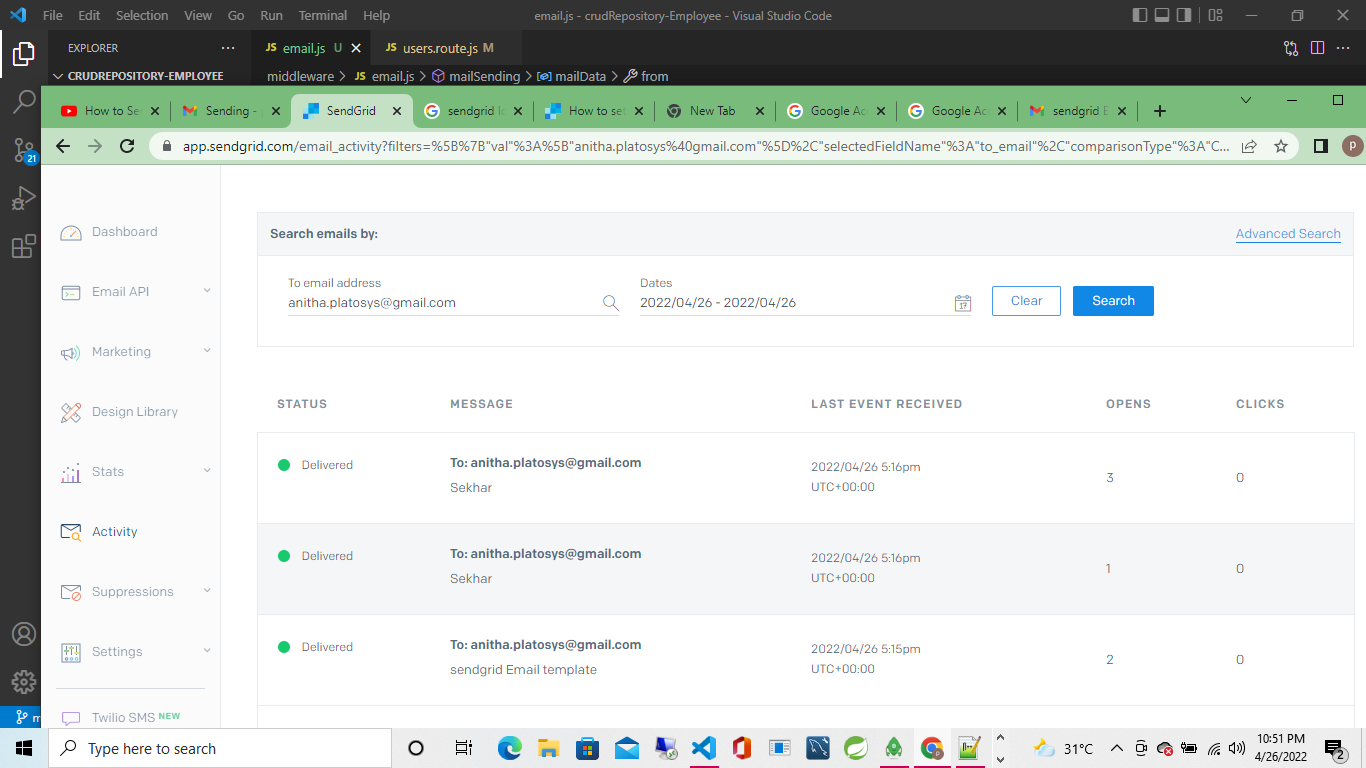 File Edit Selection View Go Run Terminal Help email.js - crudRepository-Employee - Visual Studio Code
EXPLORER ··· JS email.js U JS users.route.js M
CRUDREPOSITORY-EMPLOYEE middleware > JS email.js > mailSending > mailData > from
How to Se SendGrid Sending - SendGrid sendgrid How to set New Tab Google Ac Google Ac sendgrid E
app.sendgrid.com/email_activity?filters=%5B%7B"val"%3A%5B"anitha.platosys%40gmail.com"%5D%2C"selectedFieldName"%3A"to_email"%2C"comparisonType"%3A"C... P
Dashboard
Email API
Marketing
Design Library
Stats
Activity
Suppressions
Settings
Twilio SMS NEW
21
Search emails by: Advanced Search
To email address Dates
anitha.platosys@gmail.com 2022/04/26 - 2022/04/26 17 Clear Search
STATUS MESSAGE LAST EVENT RECEIVED OPENS CLICKS
Delivered To: anitha.platosys@gmail.com 2022/04/26 5:16pm 3 0
Sekhar UTC+00:00
Delivered To: anitha.platosys@gmail.com 2022/04/26 5:16pm 1 0
Sekhar UTC+00:00
Delivered To: anitha.platosys@gmail.com 2022/04/26 5:15pm 2 0
sendgrid Email template UTC+00:00
Type here to search 31°C 10:51 PM
4/26/2022 2